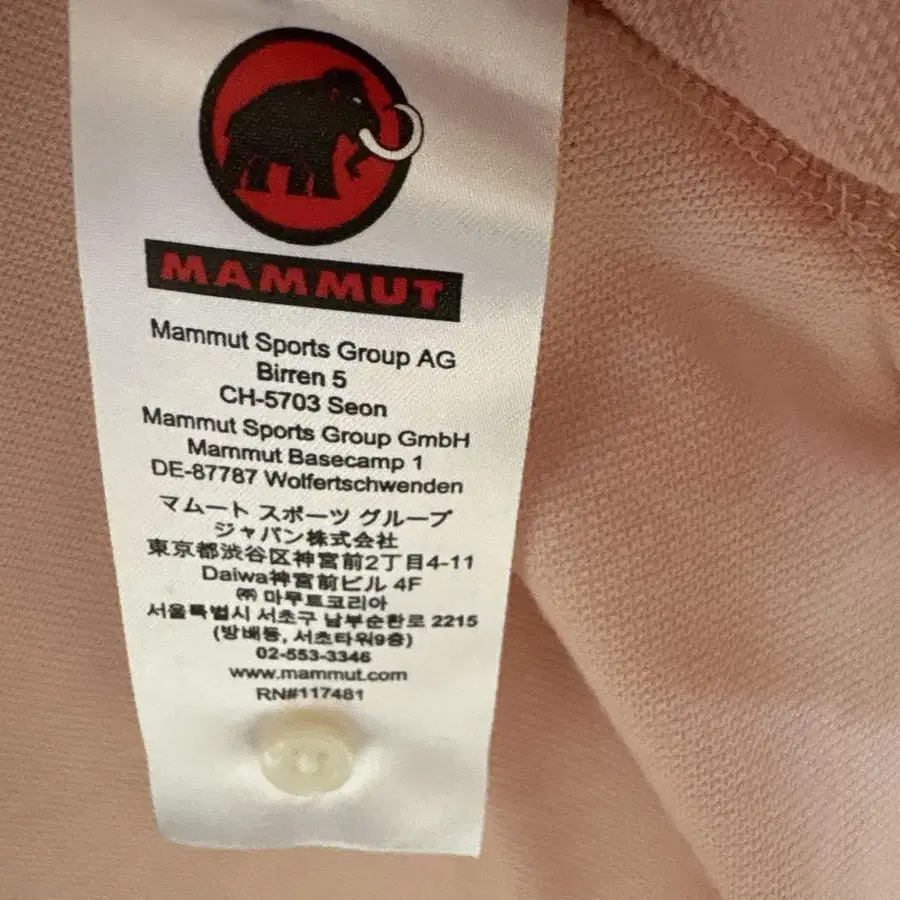 MAMMUT
Mammut Sports Group AG
Birren 5
CH-5703 Seon
Mammut Sports Group GmbH
Mammut Basecamp 1
DE-87787 Wolfertschwenden
マムート スポーツ グループ
ジャパン株式会社
東京都渋谷区神宮前2丁目4-11
Daiwa神宮前ビル 4F
㈜ 마무트코리아
서울특별시 서초구 남부순환로 2215
(방배동, 서초타워9층)
02-553-3346
www.mammut.com
RN#117481